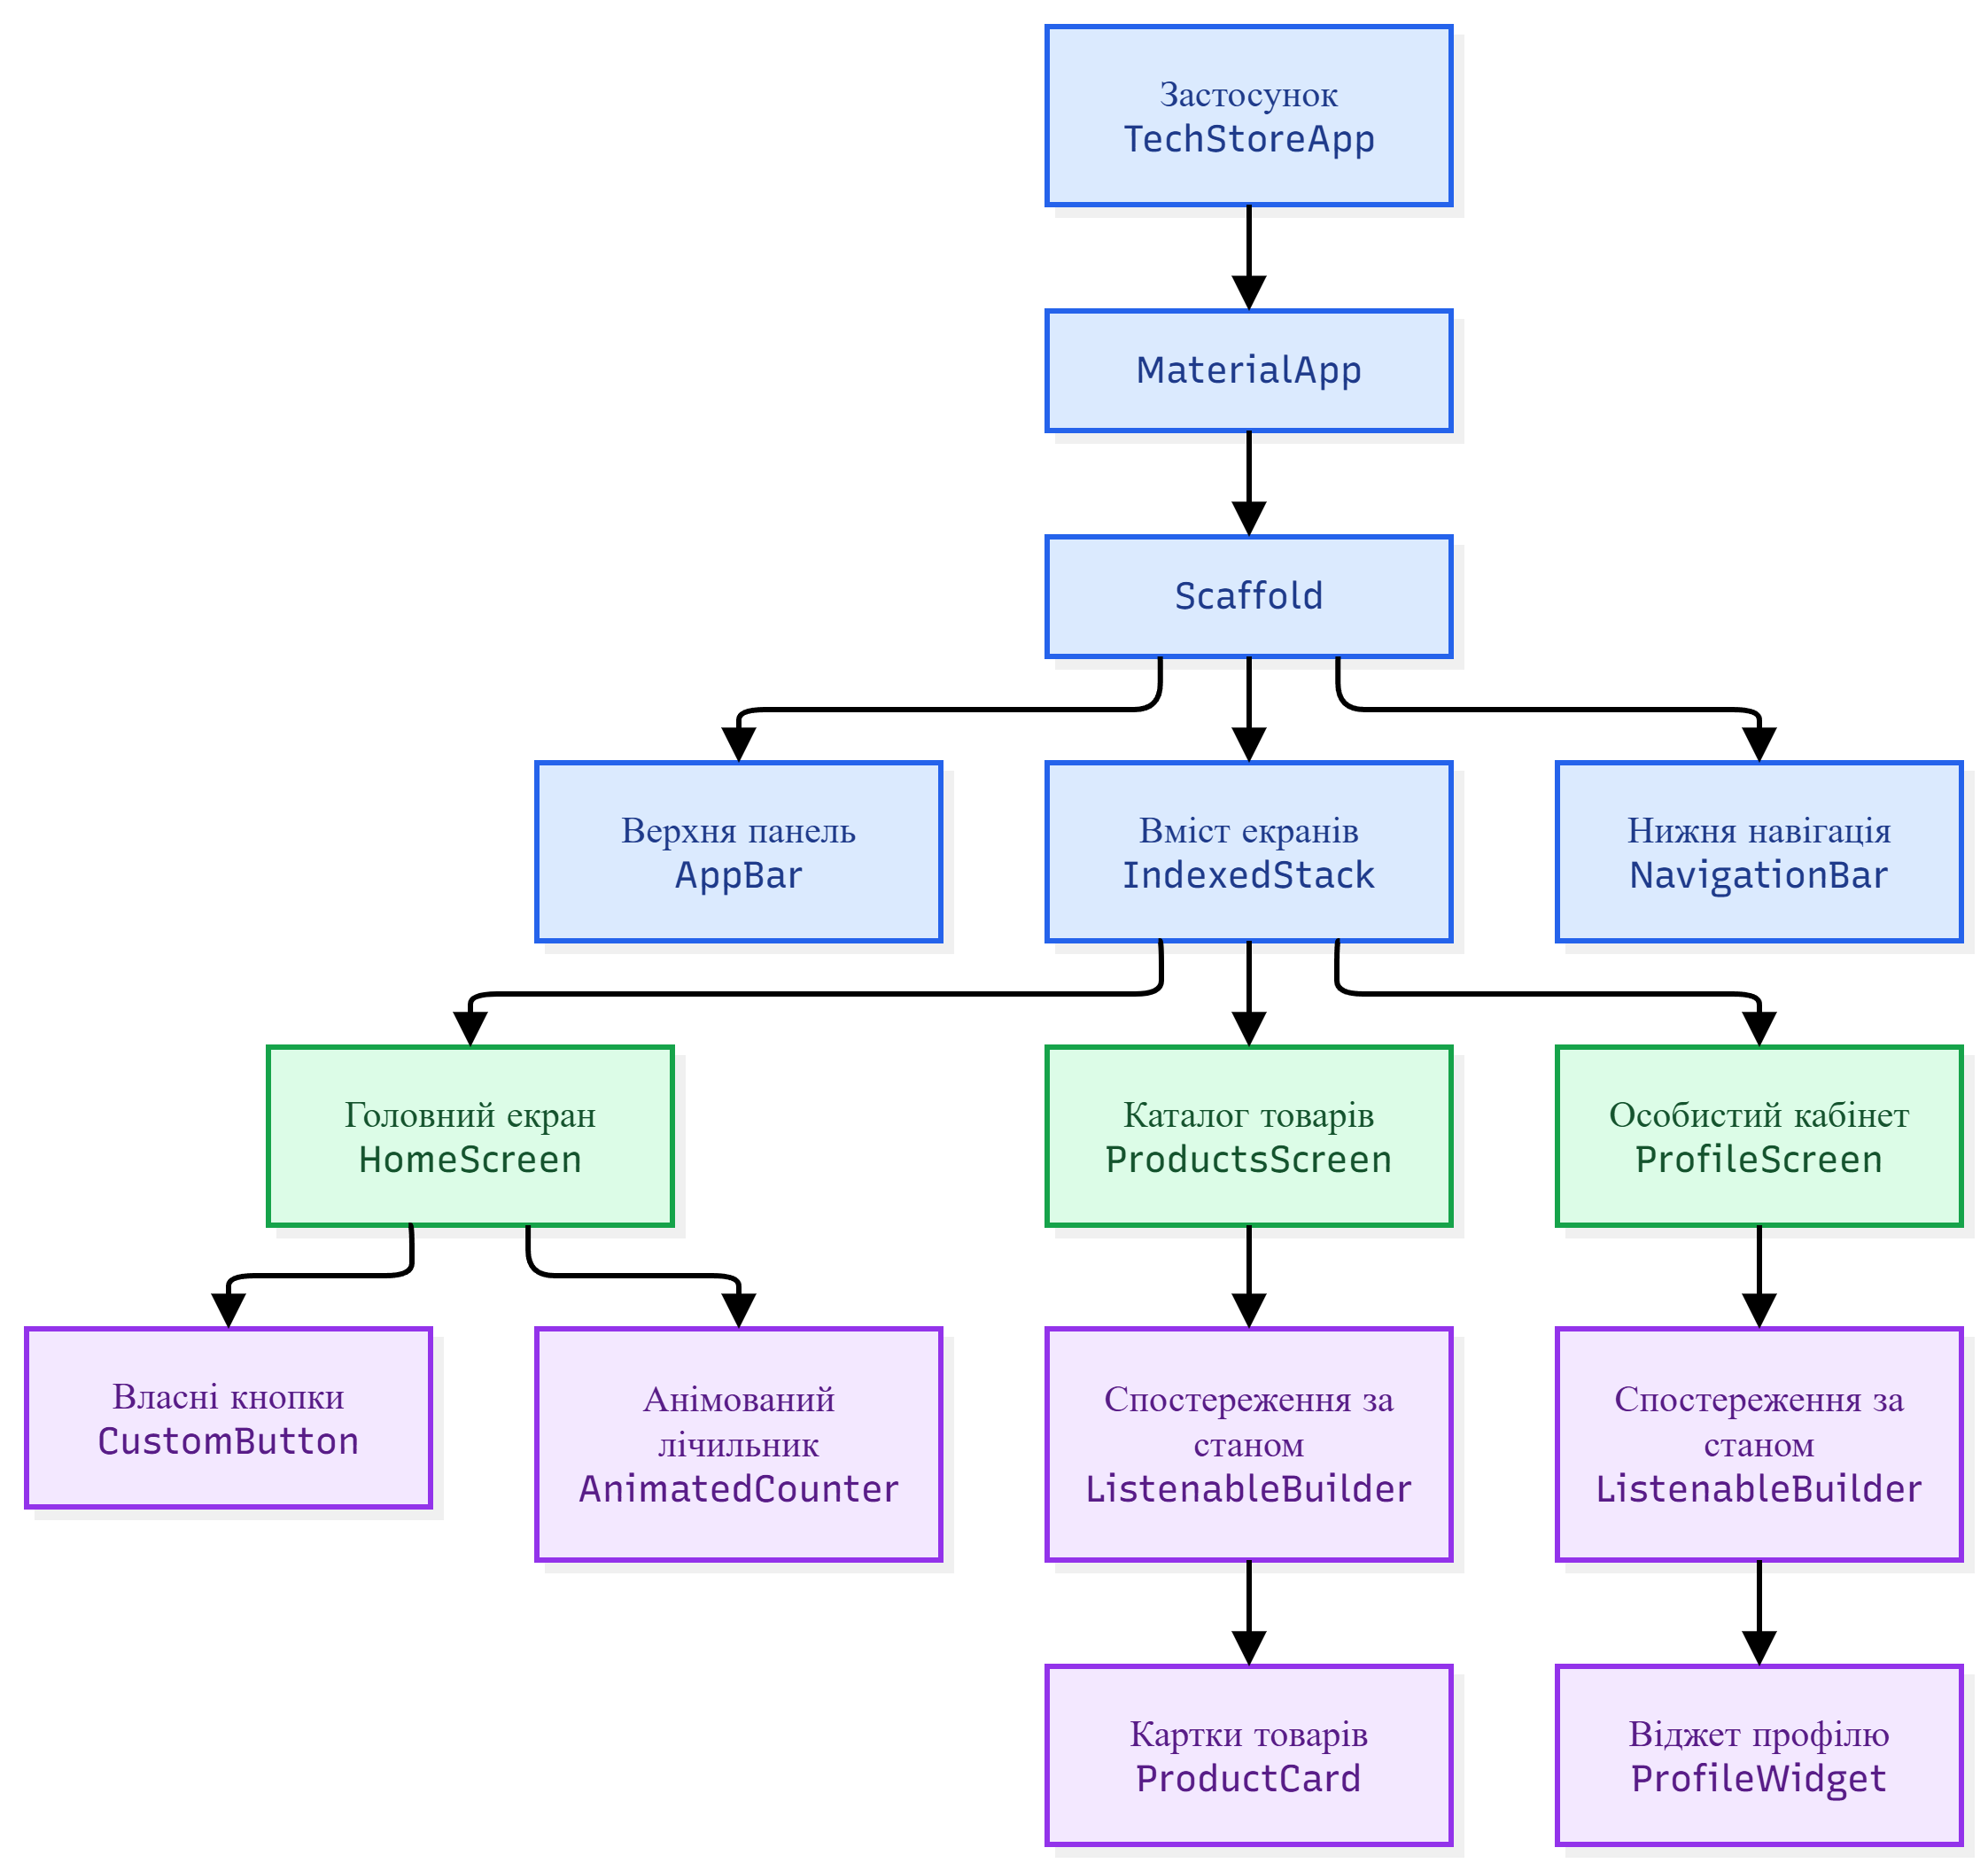 Застосунок
TechStoreApp
MaterialApp
Scaffold
Верхня панель
AppBar
Вміст екранів
IndexedStack
Нижня навігація
NavigationBar
Головний екран
HomeScreen
Каталог товарів
ProductsScreen
Особистий кабінет
ProfileScreen
Власні кнопки
CustomButton
Анімований
лічильник
AnimatedCounter
Спостереження за
станом
ListenableBuilder
Спостереження за
станом
ListenableBuilder
Картки товарів
ProductCard
Віджет профілю
ProfileWidget